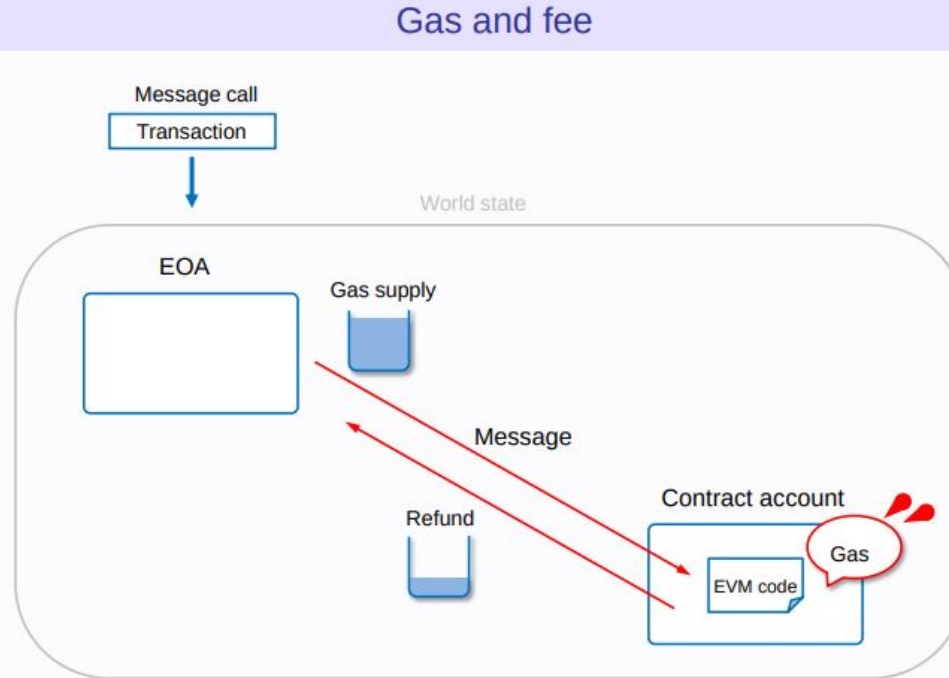 Gas and fee
Message call
Transaction
World state
EOA
Gas supply
Message
Contract account
Refund
Gas
EVM code